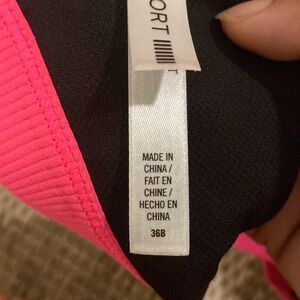 ORT
MADE IN
CHINA /
FAIT EN
CHINE /
HECHO EN
CHINA
36B